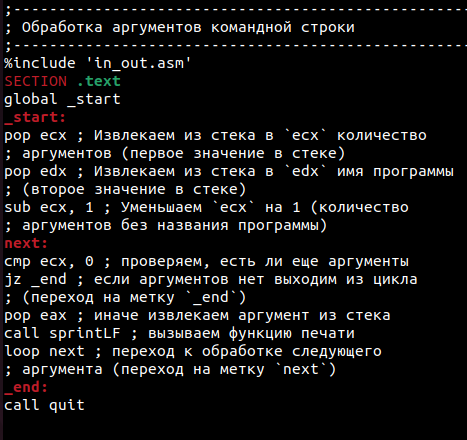 ;--------------------------------------------------
; Обработка аргументов командной строки
;--------------------------------------------------
%include 'in_out.asm'
SECTION .text
global _start
_start:
pop ecx ; Извлекаем из стека в `ecx` количество
; аргументов (первое значение в стеке)
pop edx ; Извлекаем из стека в `edx` имя программы
; (второе значение в стеке)
sub ecx, 1 ; Уменьшаем `ecx` на 1 (количество
; аргументов без названия программы)
next:
cmp ecx, 0 ; проверяем, есть ли еще аргументы
jz _end ; если аргументов нет выходим из цикла
; (переход на метку `_end`)
pop eax ; иначе извлекаем аргумент из стека
call sprintLF ; вызываем функцию печати
loop next ; переход к обработке следующего
; аргумента (переход на метку `next`)
_end:
call quit